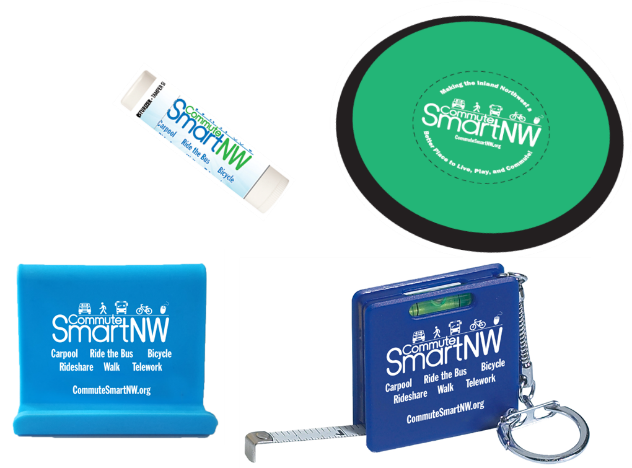 Commute
SmartNW
Carpool Ride the Bus Bicycle
Making the Inland Northwest a
Commute
SmartNW
CommuteSmartNW.org
Better Place to Live, Play, and Commute!
Commute
SmartNW
Carpool Ride the Bus Bicycle
Rideshare Walk Telework
CommuteSmartNW.org
Commute
SmartNW
Carpool Ride the Bus Bicycle
Rideshare Walk Telework
CommuteSmartNW.org